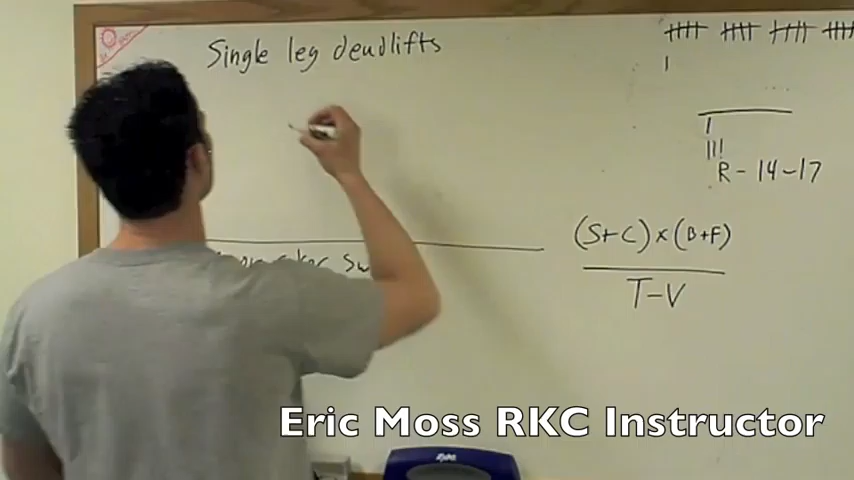 Single leg deadlifts
R-14-17
(S+C)×(B+F)
T-V
Eric Moss RKC Instructor